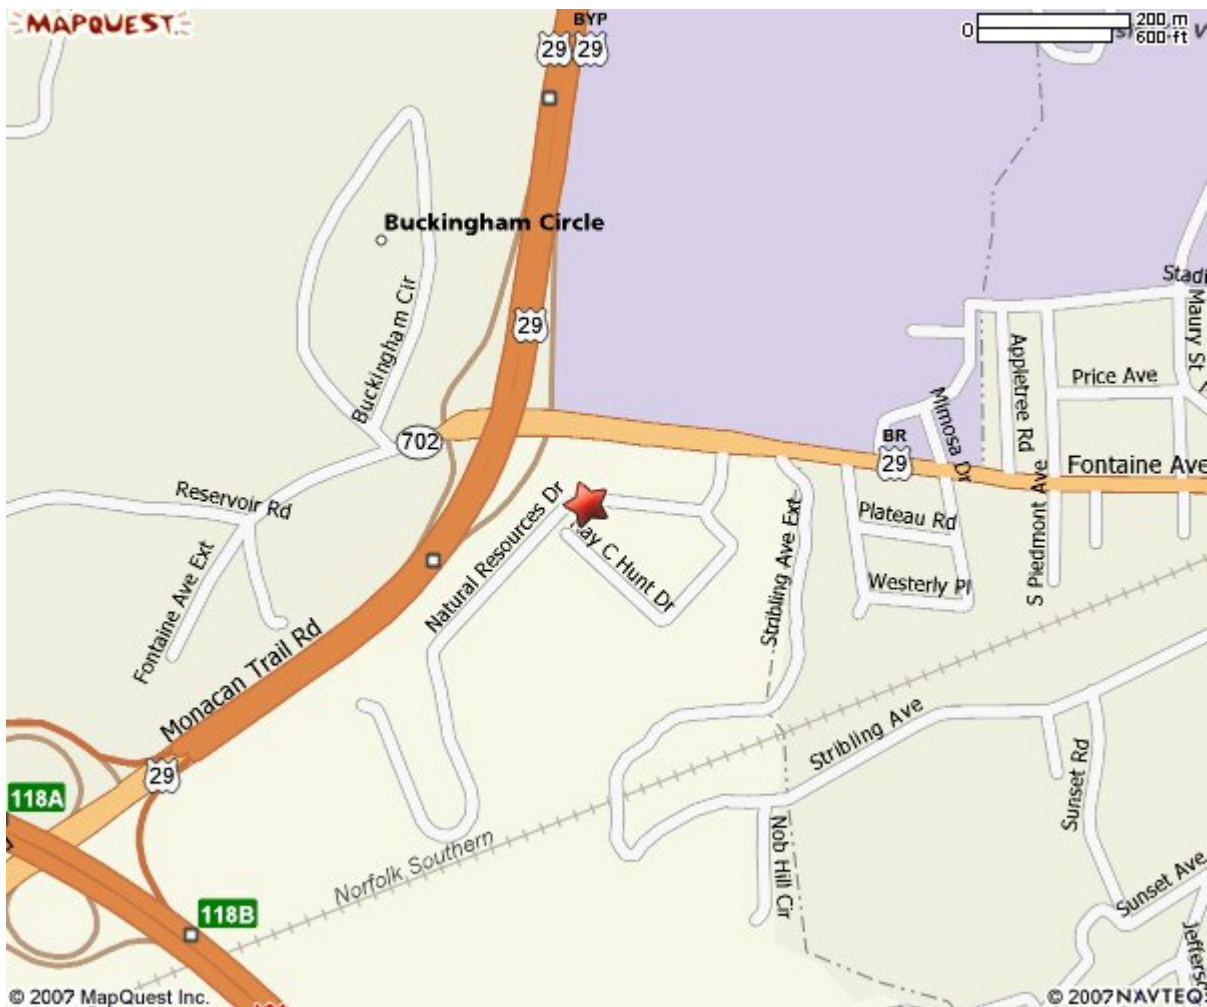 MAPQUEST
BYP
29 29
0
200 m
600 ft
Buckingham Circle
29
Stadi
Maury St
Buckingham Cir
Appletree Rd
Price Ave
Mimosa Dr
702
BR
29
Fontaine Ave
Reservoir Rd
Natural Resources Dr
Plateau Rd
S Piedmont Ave
Ray C Hunt Dr
Stribling Ave Ext
Westerly Pl
Fontaine Ave Ext
Monacan Trail Rd
Stribling Ave
Sunset Rd
29
118A
Norfolk Southern
Nob Hill Cir
Sunset Ave
118B
Jeffers
© 2007 MapQuest Inc.
© 2007 NAVTEQ